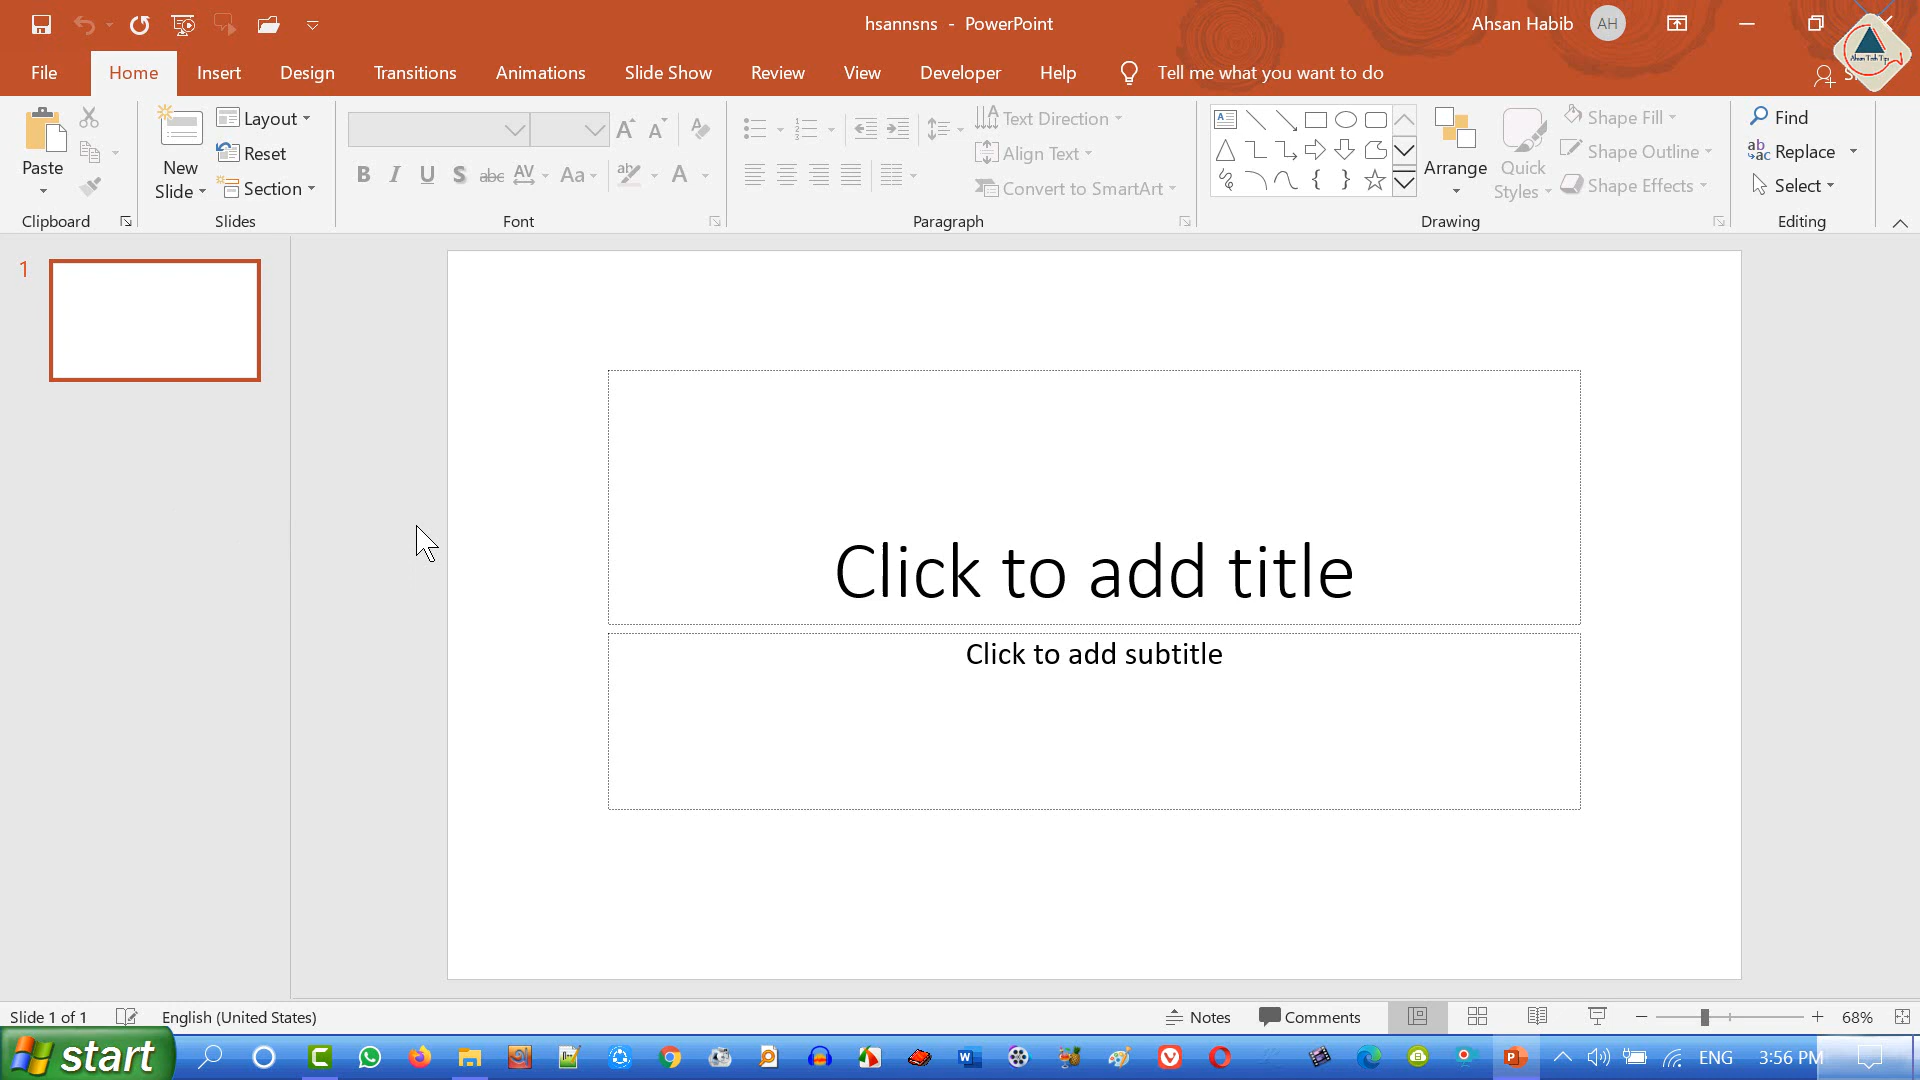 hsannsns - PowerPoint
Ahsan Habib AH
File Home Insert Design Transitions Animations Slide Show Review View Developer Help Tell me what you want to do
Paste
New Slide
Layout
Reset
Section
Text Direction
Align Text
Convert to SmartArt
Arrange
Quick Styles
Shape Fill
Shape Outline
Shape Effects
Find
Replace
Select
Clipboard Slides Font Paragraph Drawing Editing
1
Click to add title
Click to add subtitle
Slide 1 of 1 English (United States) Notes Comments 68%
start ENG 3:56 PM